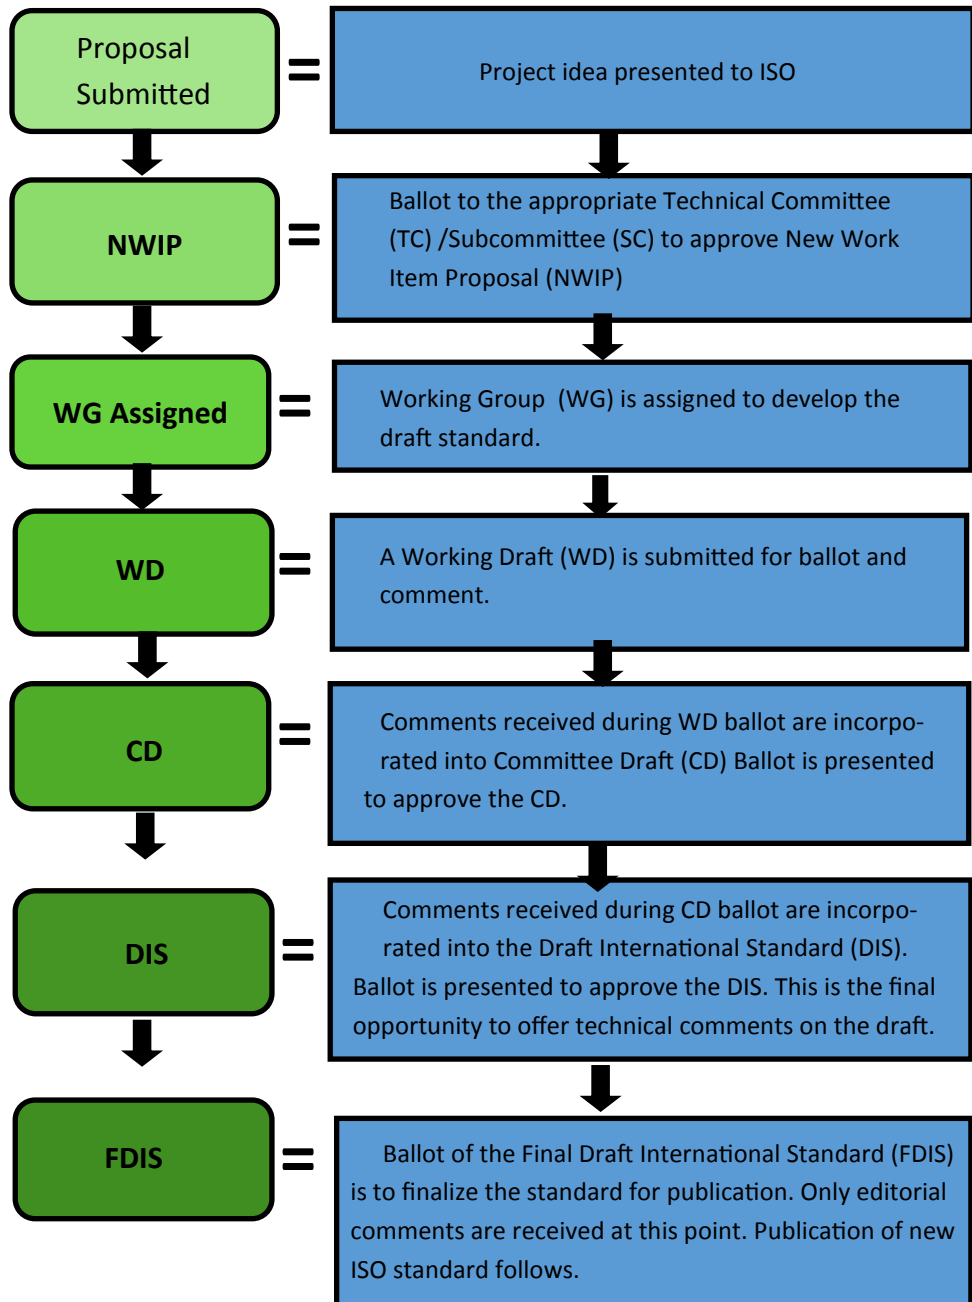 Proposal
Submitted
=
Project idea presented to ISO
NWIP
=
Ballot to the appropriate Technical Committee
(TC) /Subcommittee (SC) to approve New Work
Item Proposal (NWIP)
WG Assigned
=
Working Group  (WG) is assigned to develop the
draft standard.
WD
=
A Working Draft (WD) is submitted for ballot and
comment.
CD
=
Comments received during WD ballot are incorpo-
rated into Committee Draft (CD) Ballot is presented
to approve the CD.
DIS
=
Comments received during CD ballot are incorpo-
rated into the Draft International Standard (DIS).
Ballot is presented to approve the DIS. This is the final
opportunity to offer technical comments on the draft.
FDIS
=
Ballot of the Final Draft International Standard (FDIS)
is to finalize the standard for publication. Only editorial
comments are received at this point. Publication of new
ISO standard follows.